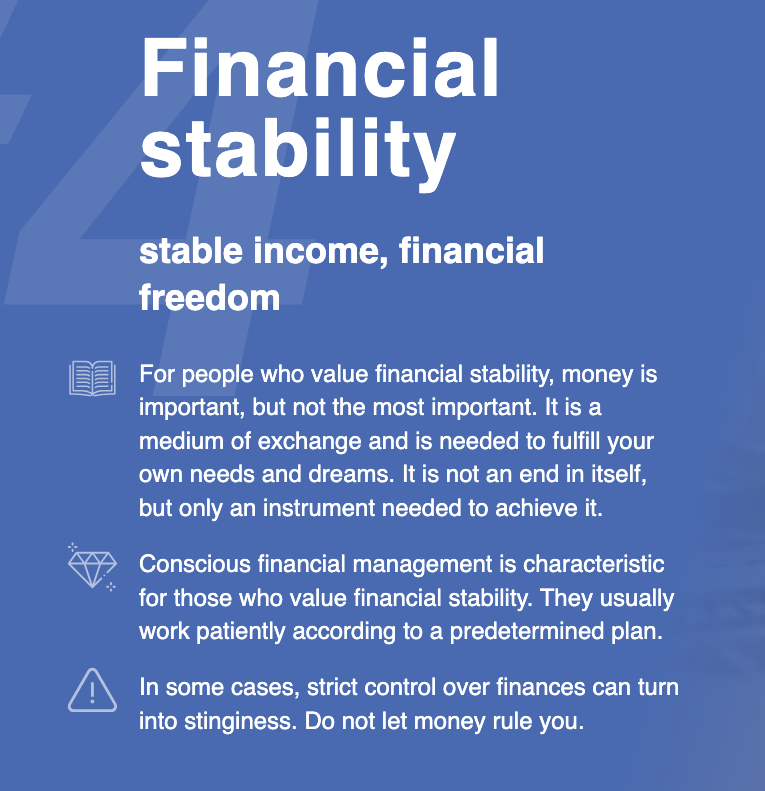 #4
Financial
stability
stable income, financial
freedom
For people who value financial stability, money is
important, but not the most important. It is a
medium of exchange and is needed to fulfill your
own needs and dreams. It is not an end in itself,
but only an instrument needed to achieve it.
Conscious financial management is characteristic
for those who value financial stability. They usually
work patiently according to a predetermined plan.
In some cases, strict control over finances can turn
into stinginess. Do not let money rule you.